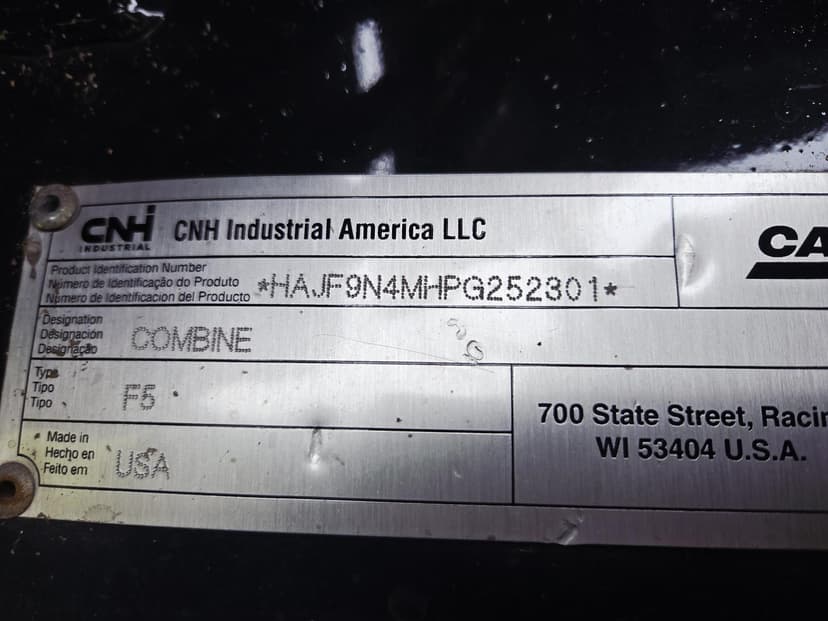 CNH INDUSTRIAL
CNH Industrial America LLC
CA
Product Identification Number
Número de Identificação do Produto
Número de Identificacion del Producto
*HAJF9N4MHPG252301*
Designation
Designación
Designação
COMBINE
Type
Tipo
Tipo
F5
700 State Street, Racin
WI 53404 U.S.A.
Made in
Hecho en
Feito em
USA